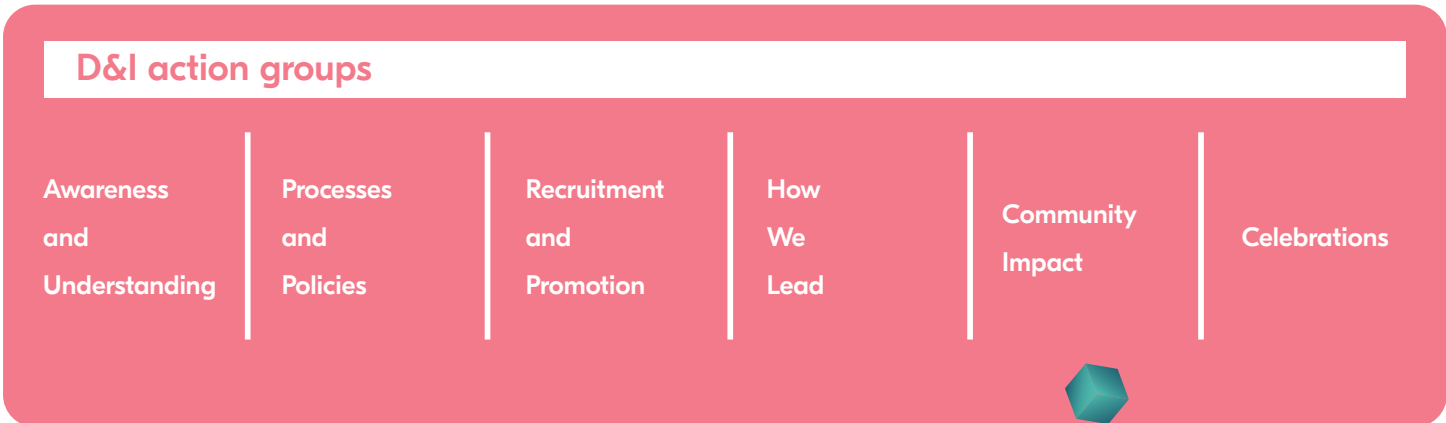 D&I action groups
Awareness
and
Understanding
Processes
and
Policies
Recruitment
and
Promotion
How
We
Lead
Community
Impact
Celebrations